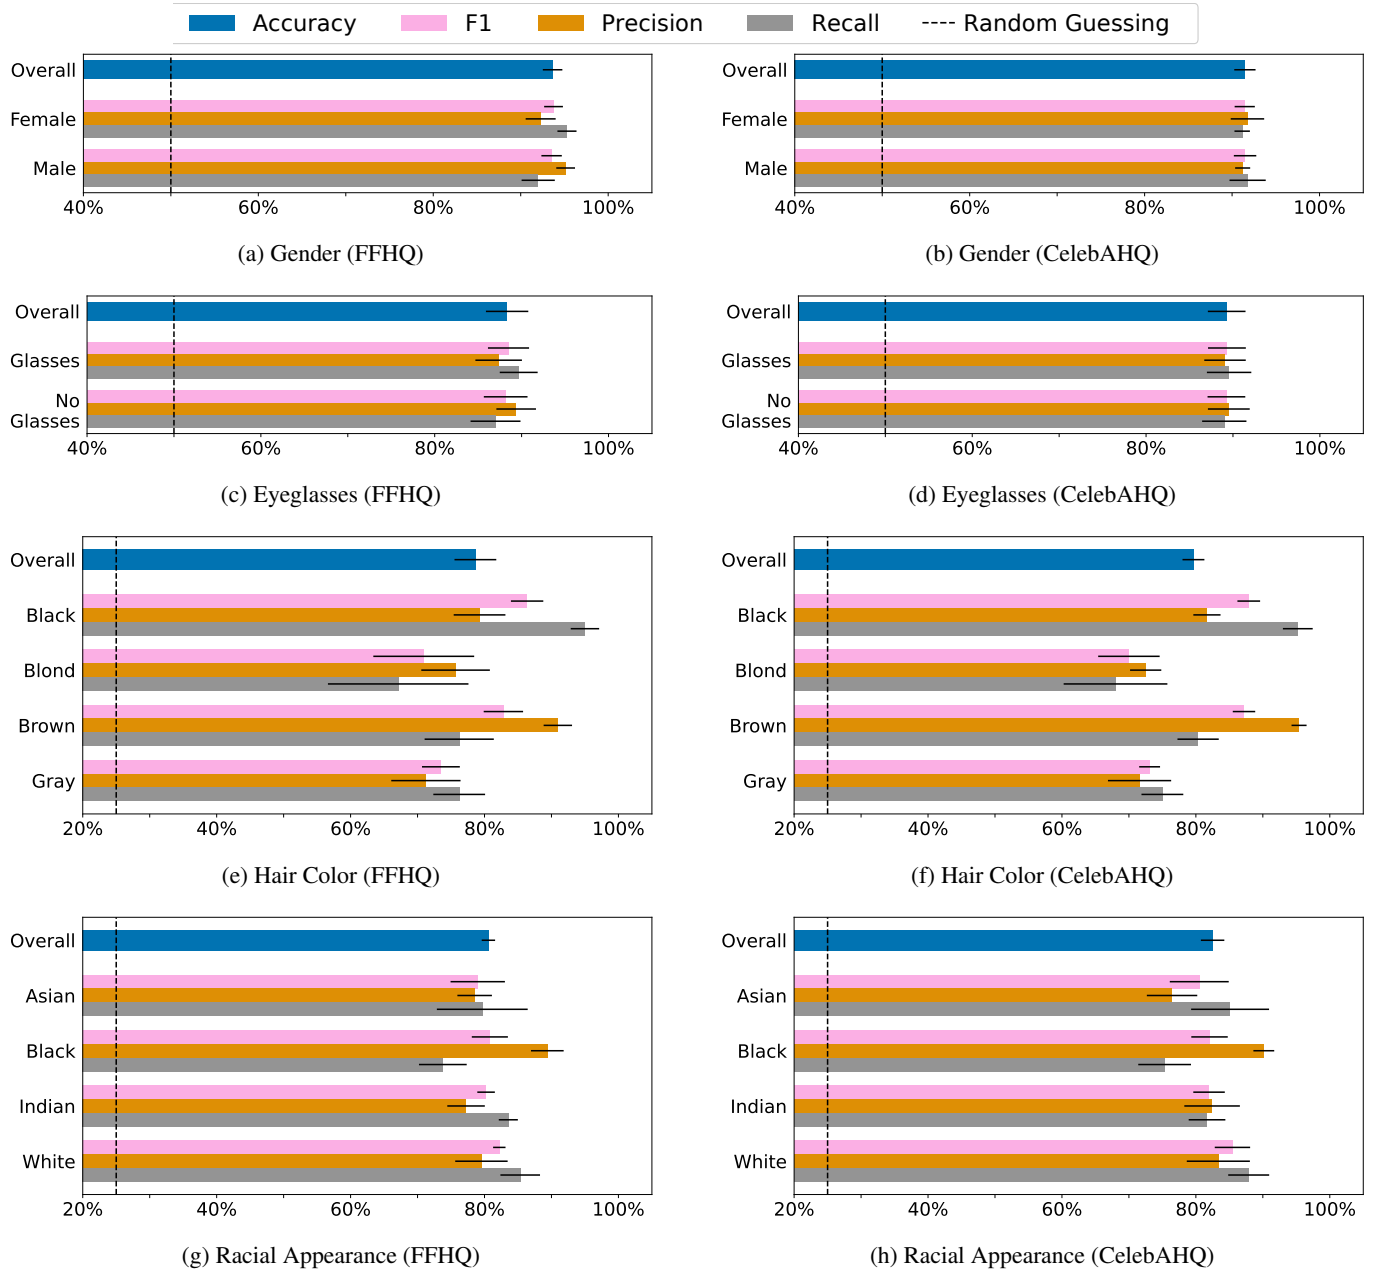 Accuracy F1 Precision Recall Random Guessing
Overall
Female
Male
40% 60% 80% 100%
(a) Gender (FFHQ)
Overall
Female
Male
40% 60% 80% 100%
(b) Gender (CelebAHQ)
Overall
Glasses
No
Glasses
40% 60% 80% 100%
(c) Eyeglasses (FFHQ)
Overall
Glasses
No
Glasses
40% 60% 80% 100%
(d) Eyeglasses (CelebAHQ)
Overall
Black
Blond
Brown
Gray
20% 40% 60% 80% 100%
(e) Hair Color (FFHQ)
Overall
Black
Blond
Brown
Gray
20% 40% 60% 80% 100%
(f) Hair Color (CelebAHQ)
Overall
Asian
Black
Indian
White
20% 40% 60% 80% 100%
(g) Racial Appearance (FFHQ)
Overall
Asian
Black
Indian
White
20% 40% 60% 80% 100%
(h) Racial Appearance (CelebAHQ)